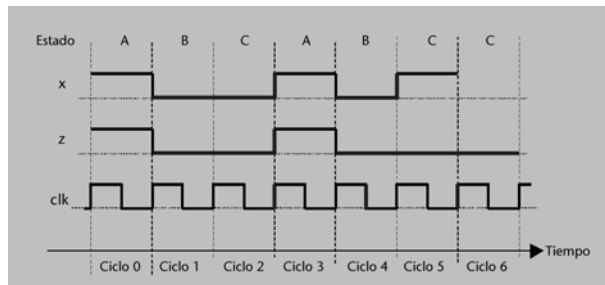 Estado A B C A B C C
x
z
clk
Tiempo
Ciclo 0 Ciclo 1 Ciclo 2 Ciclo 3 Ciclo 4 Ciclo 5 Ciclo 6